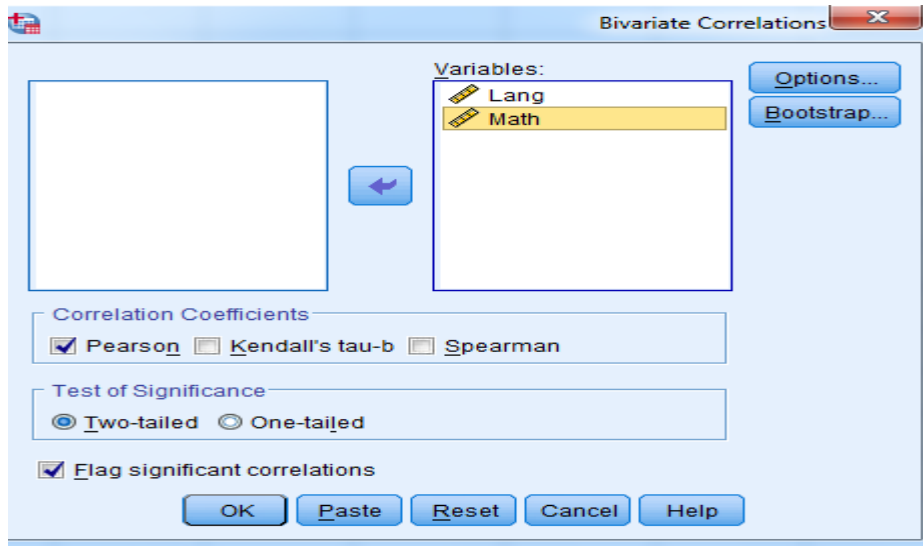 Bivariate Correlations
Variables:
Lang
Math
Options...
Bootstrap...
Correlation Coefficients
Pearson Kendall's tau-b Spearman
Test of Significance
Two-tailed One-tailed
Flag significant correlations
OK Paste Reset Cancel Help